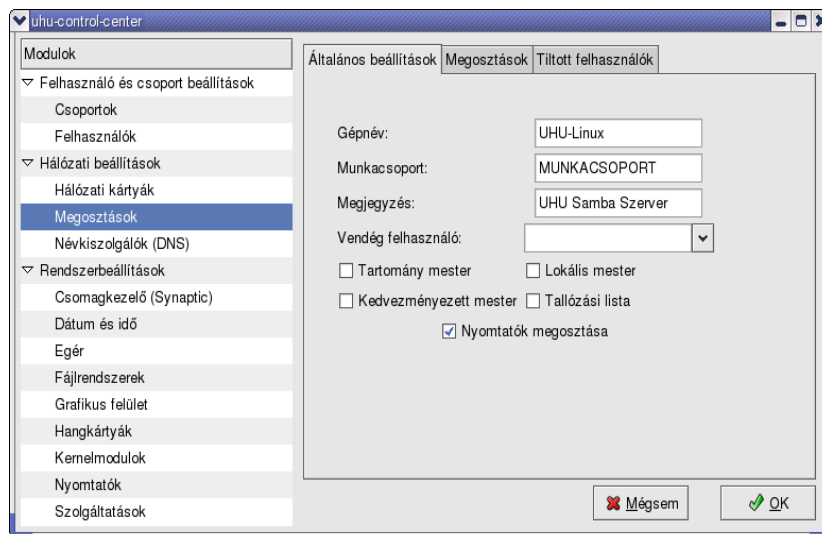 uhu-control-center
Modulok
Felhasználó és csoport beállítások
Csoportok
Felhasználók
Hálózati beállítások
Hálózati kártyák
Megosztások
Névkiszolgálók (DNS)
Rendszerbeállítások
Csomagkezelő (Synaptic)
Dátum és idő
Egér
Fájlrendszerek
Grafikus felület
Hangkártyák
Kernelmodulok
Nyomtatók
Szolgáltatások
Általános beállítások Megosztások Tiltott felhasználók
Gépnév: UHU-Linux
Munkacsoport: MUNKACSOPORT
Megjegyzés: UHU Samba Szerver
Vendég felhasználó:
Tartomány mester Lokális mester
Kedvezményezett mester Tallózási lista
Nyomtatók megosztása
Mégsem OK